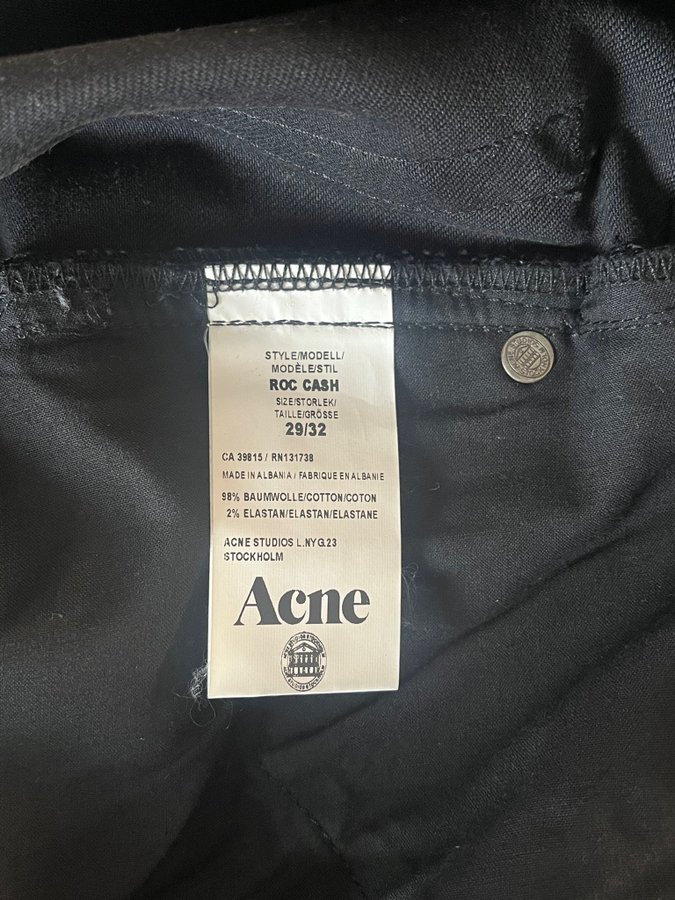 STYLE/MODELL/
MODÈLE/STIL
ROC CASH
SIZE/STORLEK/
TAILLE/GRÖSSE
29/32
CA 39815 / RN131738
MADE IN ALBANIA / FABRIQUE EN ALBANIE
98% BAUMWOLLE/COTTON/COTON
2% ELASTAN/ELASTAN/ELASTANE
ACNE STUDIOS L.NYG.23
STOCKHOLM
Acne